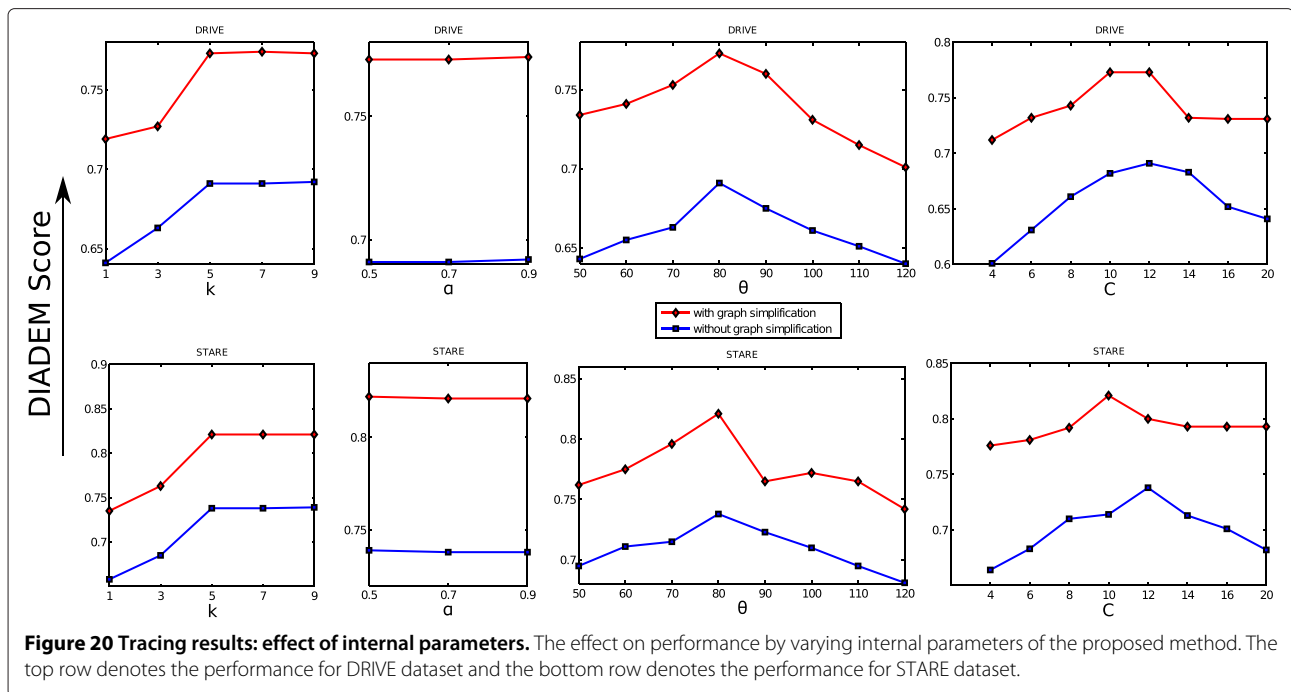 DRIVE
DRIVE
DRIVE
DRIVE
0.75
0.7
0.65
1 3 5 7 9
k
0.75
0.7
0.5 0.7 0.9
α
0.75
0.7
0.65
50 60 70 80 90 100 110 120
θ
0.8
0.75
0.7
0.65
0.6
4 6 8 10 12 14 16 20
C
DIADEM Score
with graph simplification
without graph simplification
STARE
STARE
STARE
STARE
0.9
0.85
0.8
0.75
0.7
1 3 5 7 9
k
0.8
0.75
0.5 0.7 0.9
α
0.85
0.8
0.75
0.7
50 60 70 80 90 100 110 120
θ
0.85
0.8
0.75
0.7
4 6 8 10 12 14 16 20
C
Figure 20 Tracing results: effect of internal parameters. The effect on performance by varying internal parameters of the proposed method. The
top row denotes the performance for DRIVE dataset and the bottom row denotes the performance for STARE dataset.